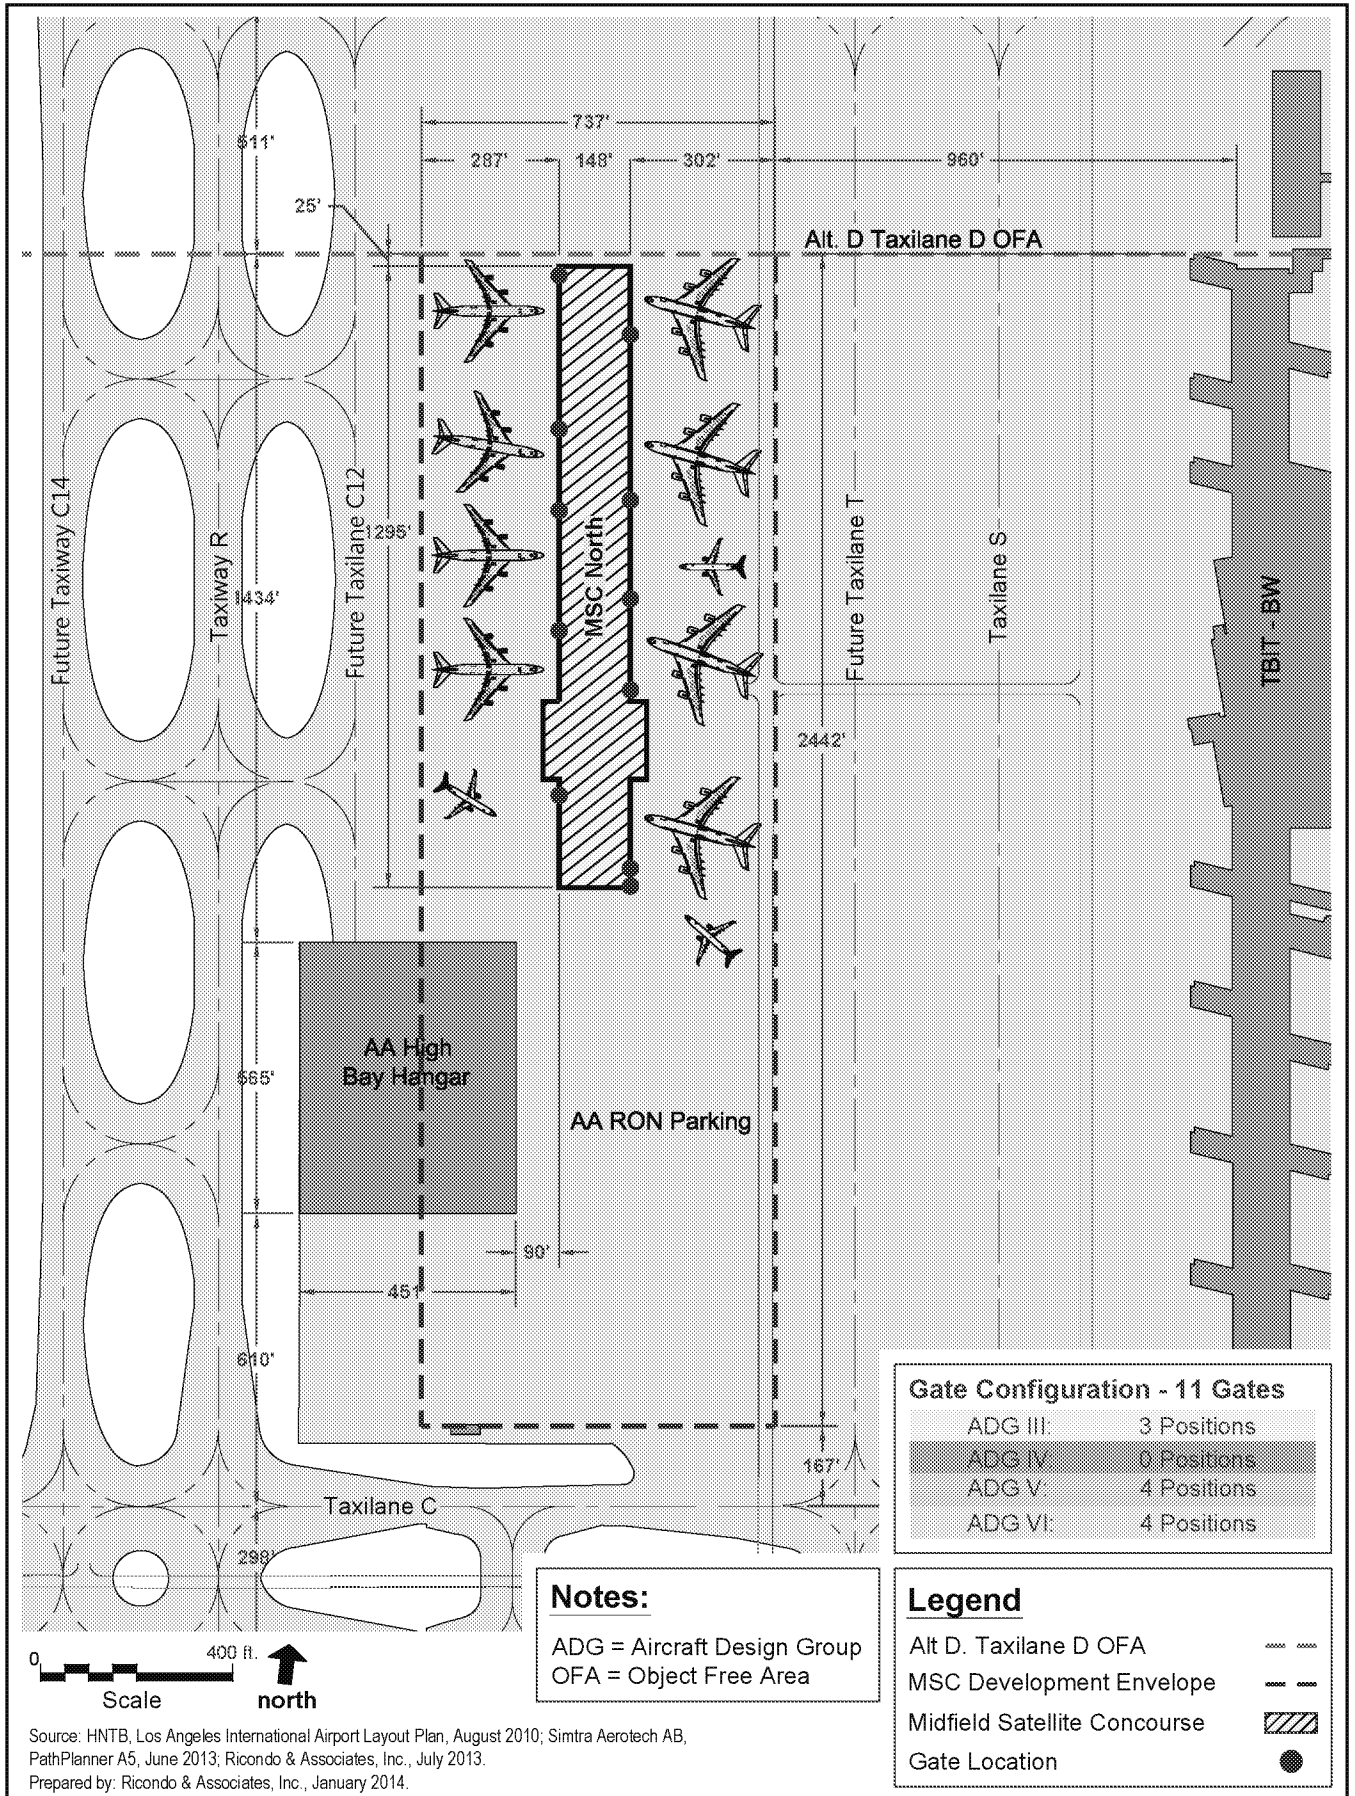 737'
511'
287'
148'
302'
960'
25'
Alt. D Taxilane D OFA
Future Taxiway C14
Taxiway R
Future Taxilane C12
1295'
1434'
MSC North
Future Taxilane T
Taxilane S
TBIT - BW
2442'
AA High
Bay Hangar
565'
AA RON Parking
90'
451'
610'
167'
Taxilane C
298'
Gate Configuration - 11 Gates
ADG III: 3 Positions
ADG IV: 0 Positions
ADG V: 4 Positions
ADG VI: 4 Positions
Notes:
ADG = Aircraft Design Group
OFA = Object Free Area
Legend
Alt D. Taxilane D OFA
MSC Development Envelope
Midfield Satellite Concourse
Gate Location
0 400 ft.
Scale
north
Source: HNTB, Los Angeles International Airport Layout Plan, August 2010; Simtra Aerotech AB,
PathPlanner A5, June 2013; Ricondo & Associates, Inc., July 2013.
Prepared by: Ricondo & Associates, Inc., January 2014.